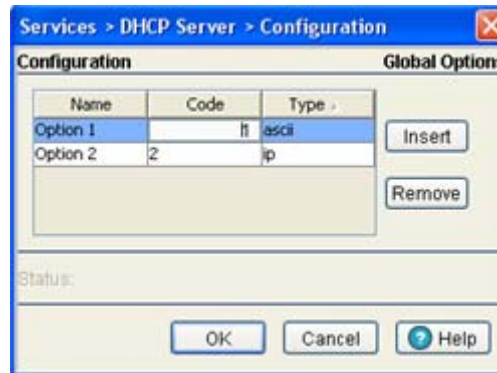 Services > DHCP Server > Configuration
Configuration Global Option
Name Code Type
Option 1 ascii
Option 2 2 ip
Insert
Remove
Status:
OK Cancel Help